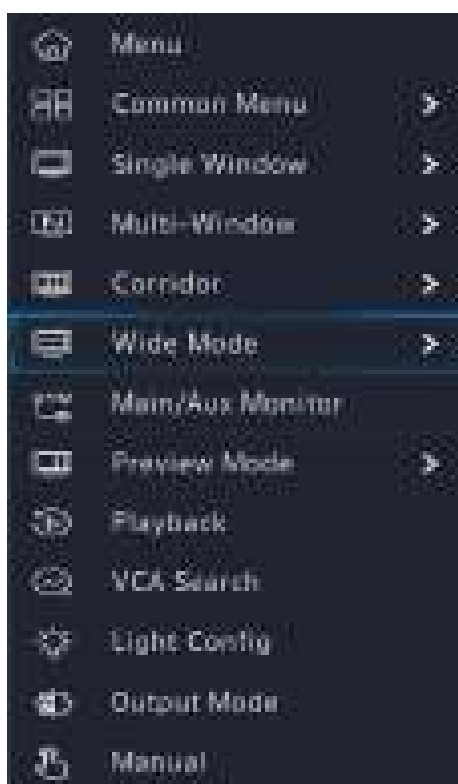 Menu
Common Menu
Single Window
Multi-Window
Corridor
Wide Mode
Main/Aux Monitor
Preview Mode
Playback
VCA Search
Light Config
Output Mode
Manual